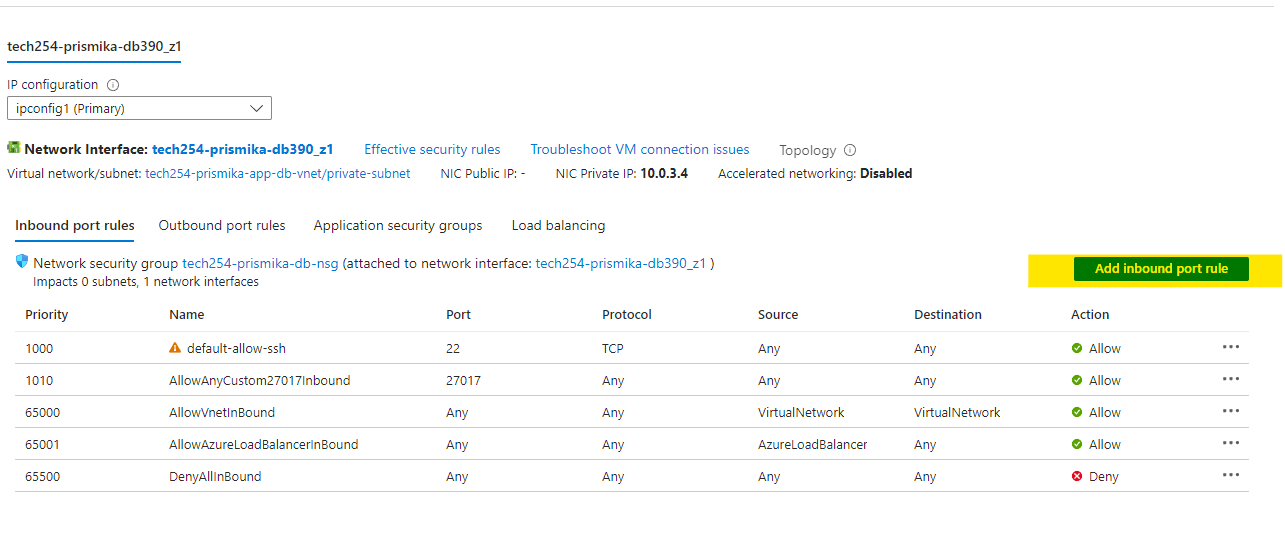 tech254-prismika-db390_z1
IP configuration
ipconfig1 (Primary)
Network Interface: tech254-prismika-db390_z1 Effective security rules Troubleshoot VM connection issues Topology
Virtual network/subnet: tech254-prismika-app-db-vnet/private-subnet NIC Public IP: - NIC Private IP: 10.0.3.4 Accelerated networking: Disabled
Inbound port rules Outbound port rules Application security groups Load balancing
Network security group tech254-prismika-db-nsg (attached to network interface: tech254-prismika-db390_z1 )
Impacts 0 subnets, 1 network interfaces
Add inbound port rule
Priority Name Port Protocol Source Destination Action
1000 default-allow-ssh 22 TCP Any Any Allow
1010 AllowAnyCustom27017Inbound 27017 Any Any Any Allow
65000 AllowVnetInBound Any Any VirtualNetwork VirtualNetwork Allow
65001 AllowAzureLoadBalancerInBound Any Any AzureLoadBalancer Any Allow
65500 DenyAllInBound Any Any Any Any Deny